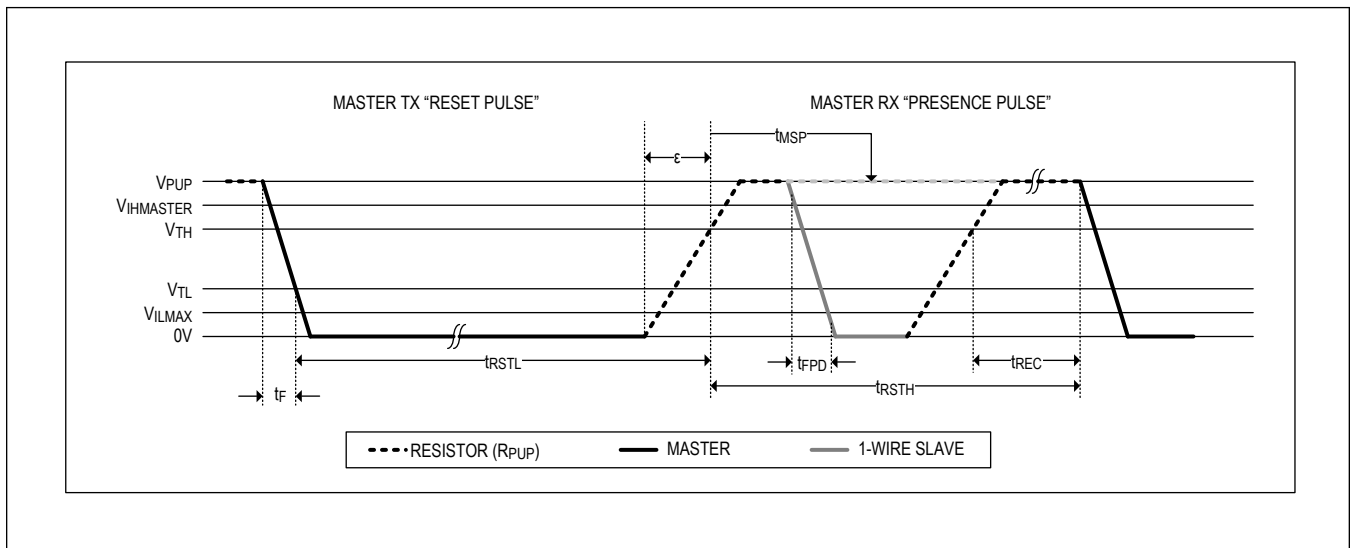 MASTER TX “RESET PULSE” MASTER RX “PRESENCE PULSE”
tMSP
ε
VPUP
VIHMASTER
VTH
VTL
VILMAX
0V
tF
tRSTL
tFPD
tREC
tRSTH
RESISTOR (RPUP) MASTER 1-WIRE SLAVE